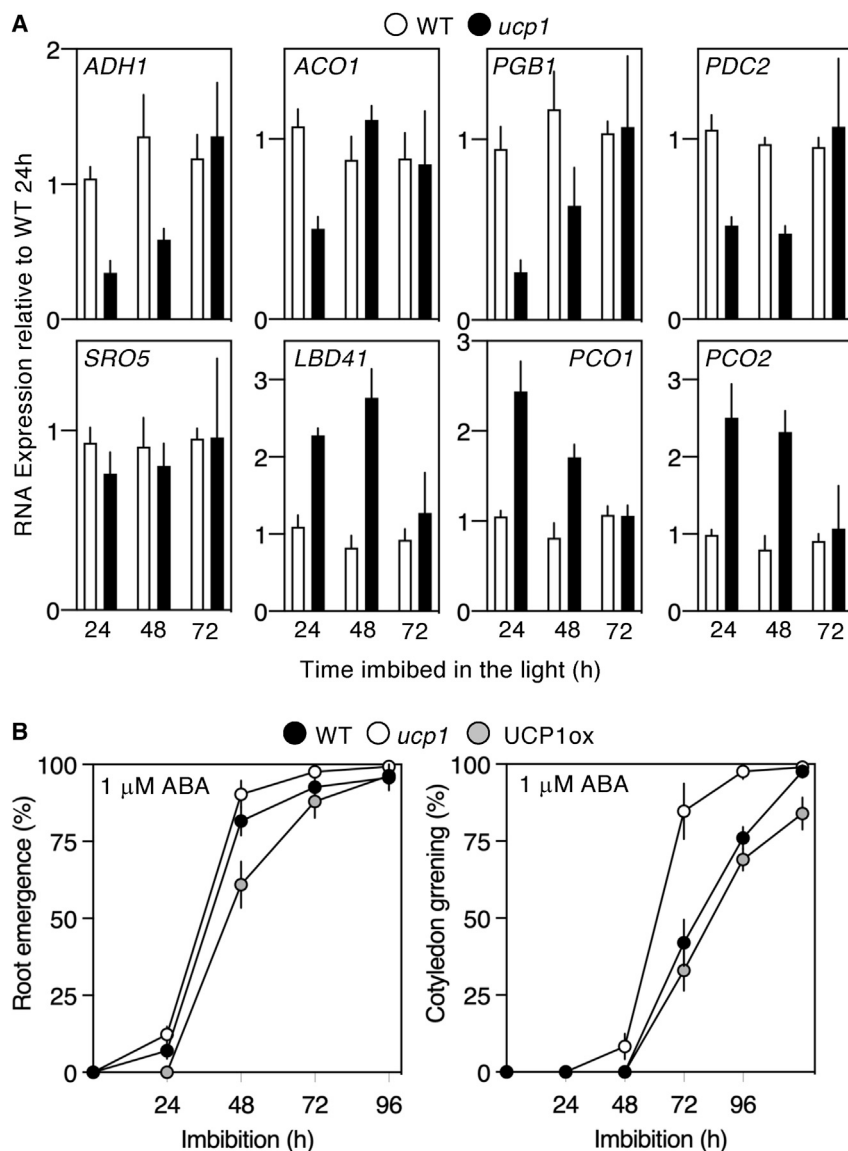 A
WT ucp1
RNA Expression relative to WT 24h
2
1
0
ADH1
1
0
ACO1
1
0
PGB1
1
0
PDC2
1
0
SRO5
24 48 72
3
2
1
0
LBD41
24 48 72
3
2
1
0
PCO1
24 48 72
3
2
1
0
PCO2
24 48 72
Time imbibed in the light (h)
B
WT ucp1 UCP1ox
Root emergence (%)
100
75
50
25
0
1 μM ABA
24 48 72 96
Imbibition (h)
Cotyledon grrening (%)
100
75
50
25
0
1 μM ABA
24 48 72 96
Imbibition (h)